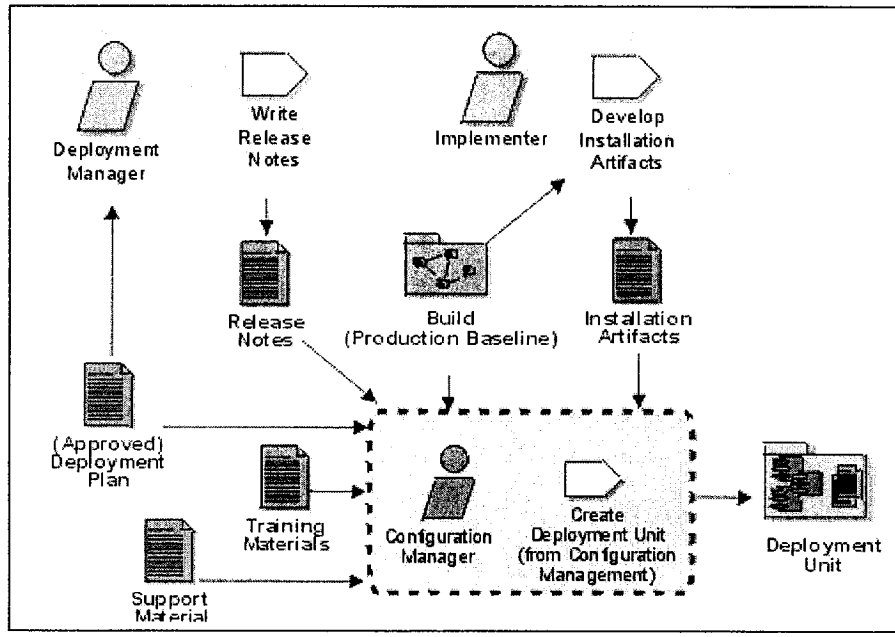 Deployment
Manager
Write
Release
Notes
Implementer
Develop
Installation
Artifacts
Release
Notes
Build
(Production Baseline)
Installation
Artifacts
(Approved)
Deployment
Plan
Training
Materials
Support
Material
Configuration
Manager
Create
Deployment Unit
(from Configuration
Management)
Deployment
Unit